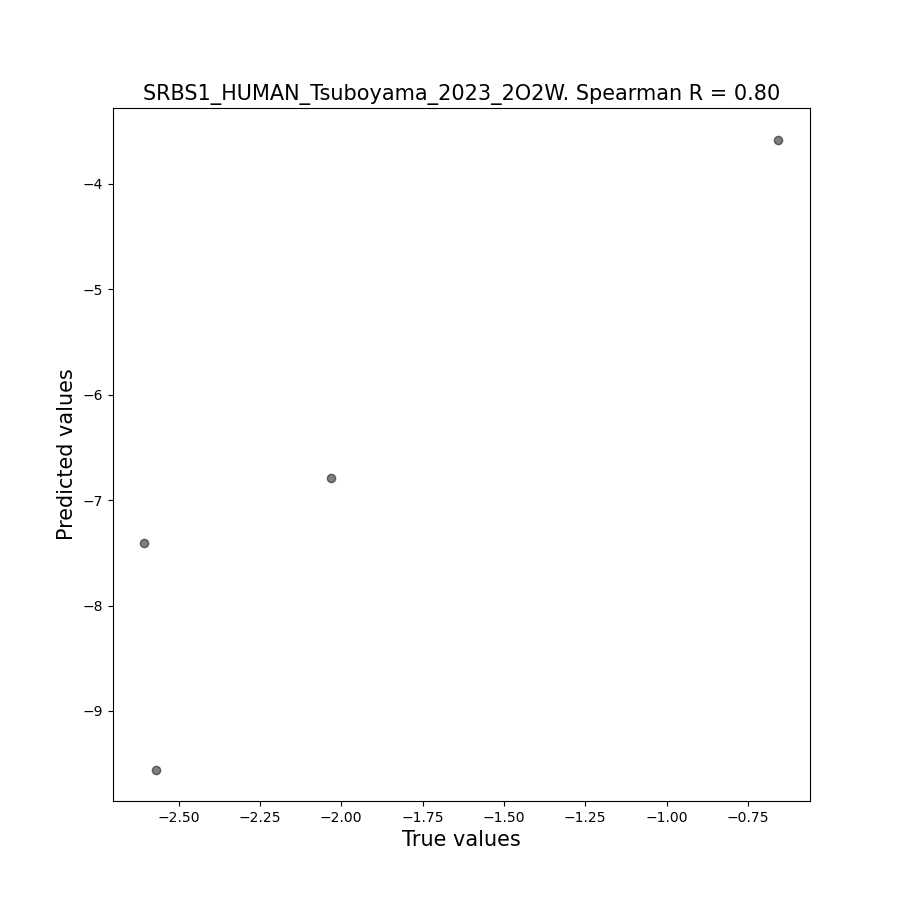 SRBS1_HUMAN_Tsuboyama_2023_2O2W. Spearman R = 0.80
−4
−5
−6
−7
−8
−9
Predicted values
−2.50 −2.25 −2.00 −1.75 −1.50 −1.25 −1.00 −0.75
True values